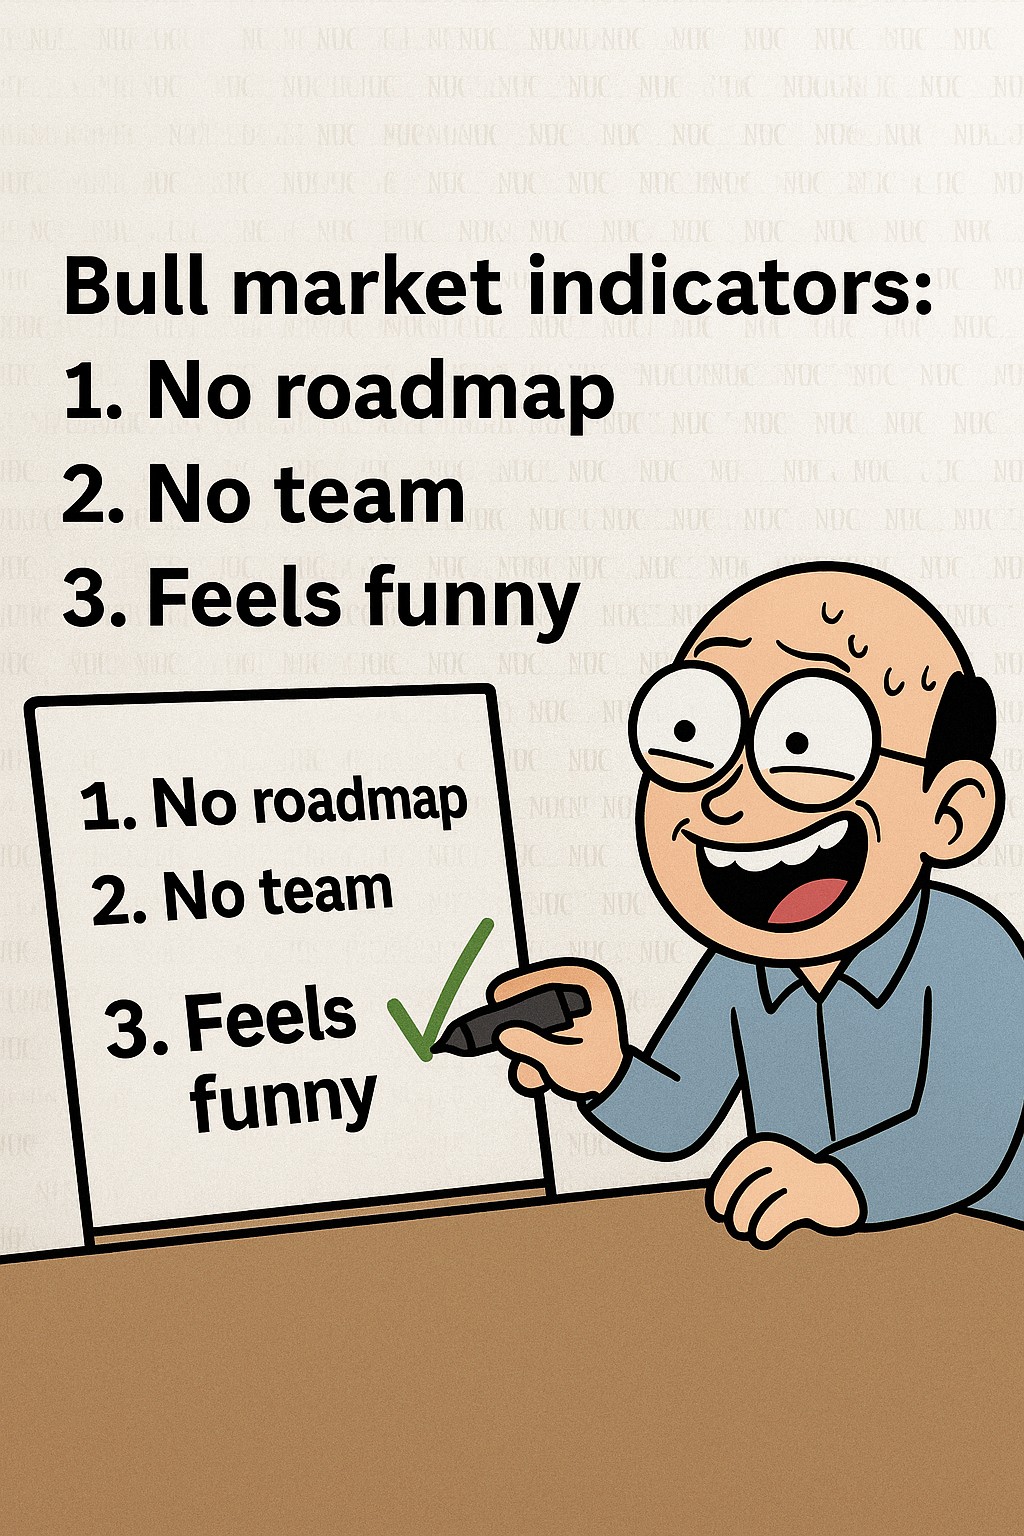 Bull market indicators:
1. No roadmap
2. No team
3. Feels funny
1. No roadmap
2. No team
3. Feels
funny